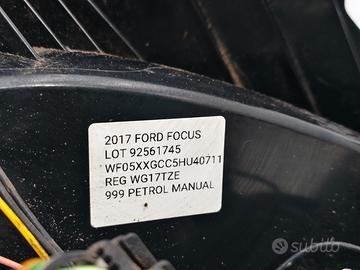 2017 FORD FOCUS
LOT 92561745
WF05XXGCC5HU40711
REG WG17TZE
999 PETROL MANUAL
subito